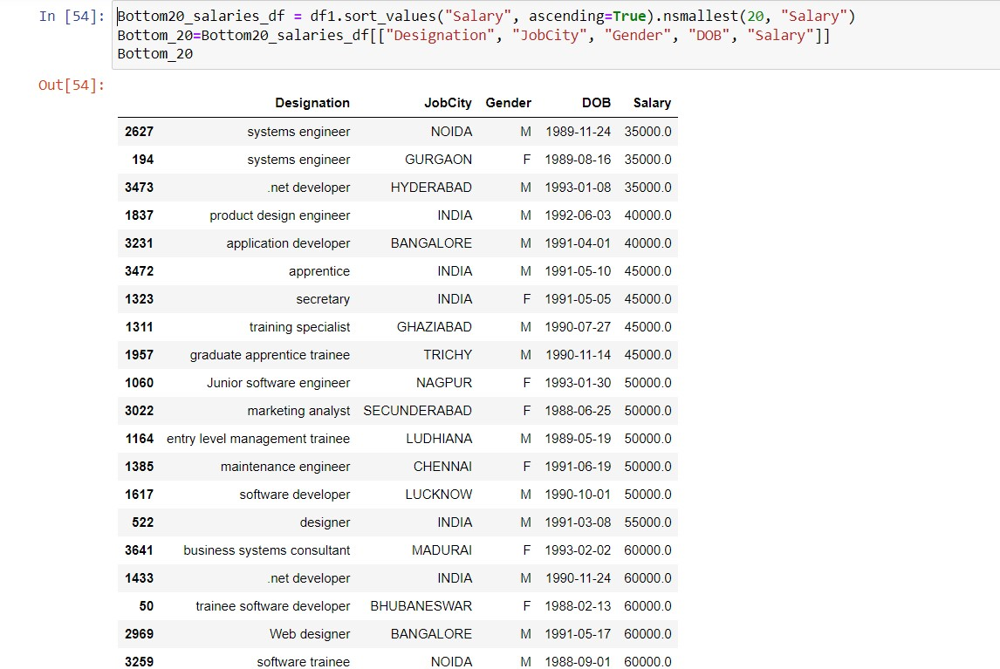 In [54]: Bottom20_salaries_df = df1.sort_values("Salary", ascending=True).nsmallest(20, "Salary")
Bottom_20=Bottom20_salaries_df[["Designation", "JobCity", "Gender", "DOB", "Salary"]]
Bottom_20
Out[54]:
Designation JobCity Gender DOB Salary
2627 systems engineer NOIDA M 1989-11-24 35000.0
194 systems engineer GURGAON F 1989-08-16 35000.0
3473 .net developer HYDERABAD M 1993-01-08 35000.0
1837 product design engineer INDIA M 1992-06-03 40000.0
3231 application developer BANGALORE M 1991-04-01 40000.0
3472 apprentice INDIA M 1991-05-10 45000.0
1323 secretary INDIA F 1991-05-05 45000.0
1311 training specialist GHAZIABAD M 1990-07-27 45000.0
1957 graduate apprentice trainee TRICHY M 1990-11-14 45000.0
1060 Junior software engineer NAGPUR F 1993-01-30 50000.0
3022 marketing analyst SECUNDERABAD F 1988-06-25 50000.0
1164 entry level management trainee LUDHIANA M 1989-05-19 50000.0
1385 maintenance engineer CHENNAI F 1991-06-19 50000.0
1617 software developer LUCKNOW M 1990-10-01 50000.0
522 designer INDIA M 1991-03-08 55000.0
3641 business systems consultant MADURAI F 1993-02-02 60000.0
1433 .net developer INDIA M 1990-11-24 60000.0
50 trainee software developer BHUBANESWAR F 1988-02-13 60000.0
2969 Web designer BANGALORE M 1991-05-17 60000.0
3259 software trainee NOIDA M 1988-09-01 60000.0